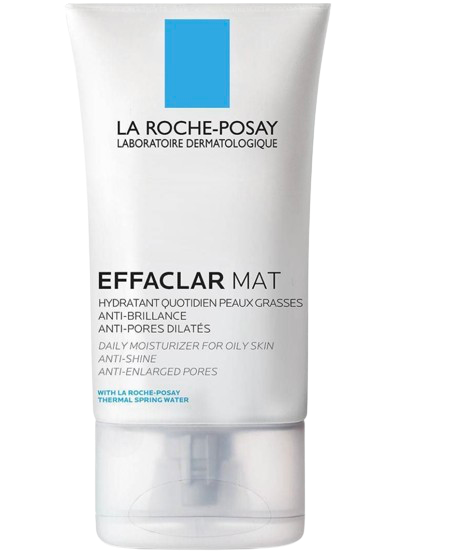 LA ROCHE-POSAY
LABORATOIRE DERMATOLOGIQUE
EFFACLAR MAT
HYDRATANT QUOTIDIEN PEAUX GRASSES
ANTI-BRILLANCE
ANTI-PORES DILATÉS
DAILY MOISTURIZER FOR OILY SKIN
ANTI-SHINE
ANTI-ENLARGED PORES
WITH LA ROCHE-POSAY
THERMAL SPRING WATER